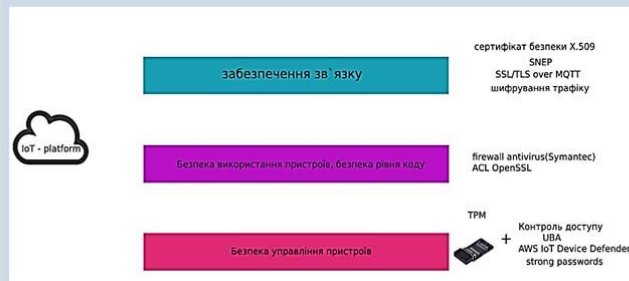 сертифікат безпеки X.509
SNEP
SSL/TLS over MQTT
шифрування трафіку
забезпечення зв`язку
IoT - platform
Безпека використання пристроїв, безпека рівня коду
firewall antivirus(Symantec)
ACL OpenSSL
TPM
Безпека управління пристроїв
+
Контроль доступу
UBA
AWS IoT Device Defender
strong passwords